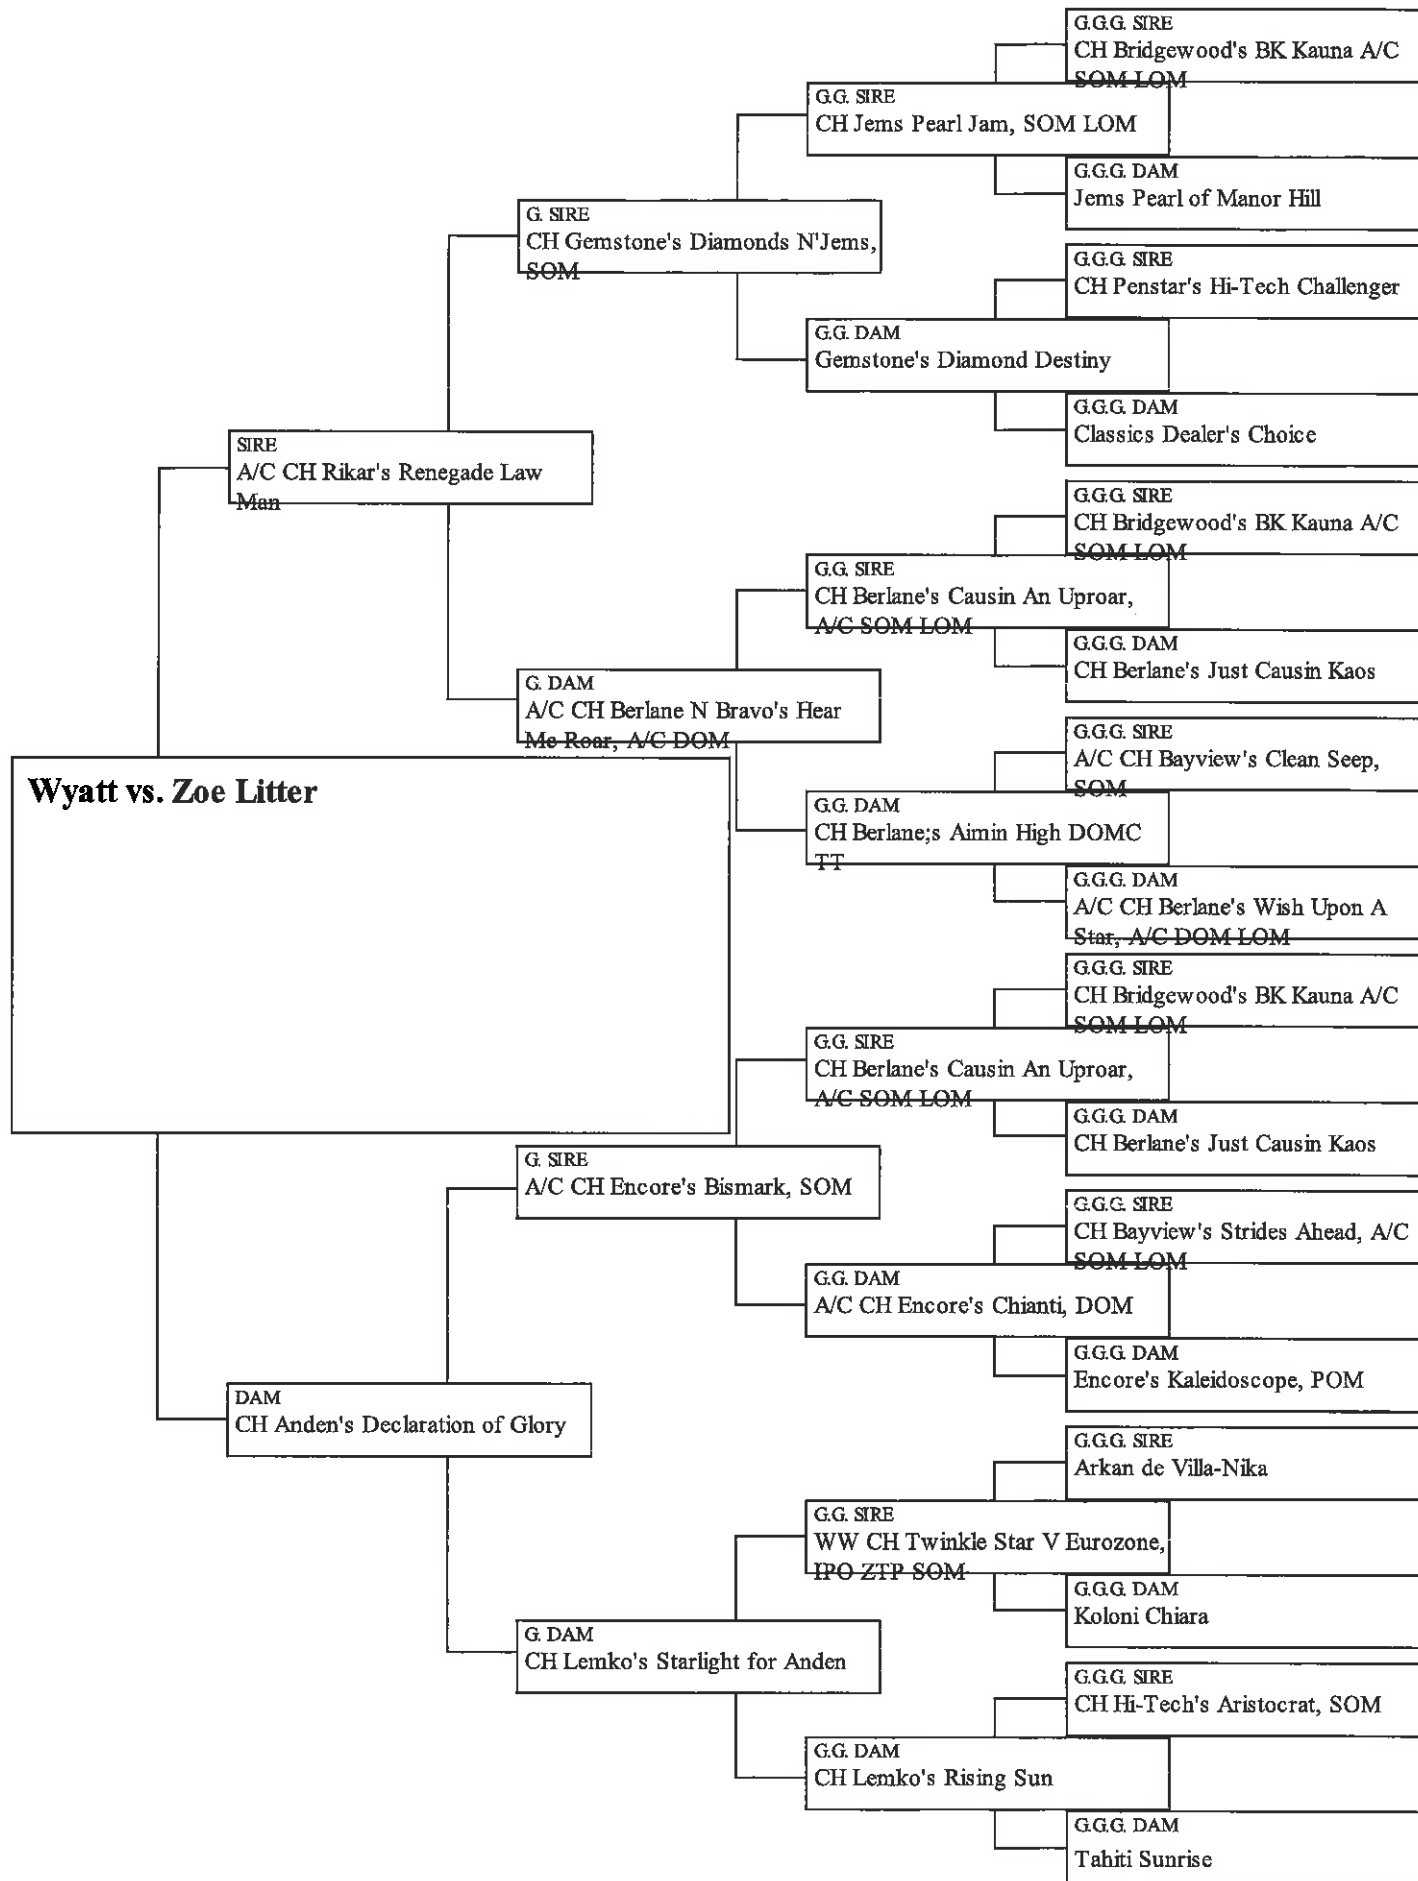 G.G.G. SIRE
CH Bridgewood's BK Kauna A/C
SOM LOM
G.G. SIRE
CH Jems Pearl Jam, SOM LOM
G.G.G. DAM
Jems Pearl of Manor Hill
G. SIRE
CH Gemstone's Diamonds N'Jems,
SOM
G.G.G. SIRE
CH Penstar's Hi-Tech Challenger
G.G. DAM
Gemstone's Diamond Destiny
G.G.G. DAM
Classics Dealer's Choice
SIRE
A/C CH Rikar's Renegade Law
Man
G.G.G. SIRE
CH Bridgewood's BK Kauna A/C
SOM LOM
G.G. SIRE
CH Berlane's Causin An Uproar,
A/C SOM LOM
G.G.G. DAM
CH Berlane's Just Causin Kaos
G. DAM
A/C CH Berlane N Bravo's Hear
Me Roar, A/C DOM
G.G.G. SIRE
A/C CH Bayview's Clean Seep,
SOM
G.G. DAM
CH Berlane;s Aimin High DOMC
TT
G.G.G. DAM
A/C CH Berlane's Wish Upon A
Star, A/C DOM LOM
Wyatt vs. Zoe Litter
G.G.G. SIRE
CH Bridgewood's BK Kauna A/C
SOM LOM
G.G. SIRE
CH Berlane's Causin An Uproar,
A/C SOM LOM
G.G.G. DAM
CH Berlane's Just Causin Kaos
G. SIRE
A/C CH Encore's Bismark, SOM
G.G.G. SIRE
CH Bayview's Strides Ahead, A/C
SOM LOM
G.G. DAM
A/C CH Encore's Chianti, DOM
G.G.G. DAM
Encore's Kaleidoscope, POM
DAM
CH Anden's Declaration of Glory
G.G.G. SIRE
Arkan de Villa-Nika
G.G. SIRE
WW CH Twinkle Star V Eurozone,
IPO ZTP SOM
G.G.G. DAM
Koloni Chiara
G. DAM
CH Lemko's Starlight for Anden
G.G.G. SIRE
CH Hi-Tech's Aristocrat, SOM
G.G. DAM
CH Lemko's Rising Sun
G.G.G. DAM
Tahiti Sunrise